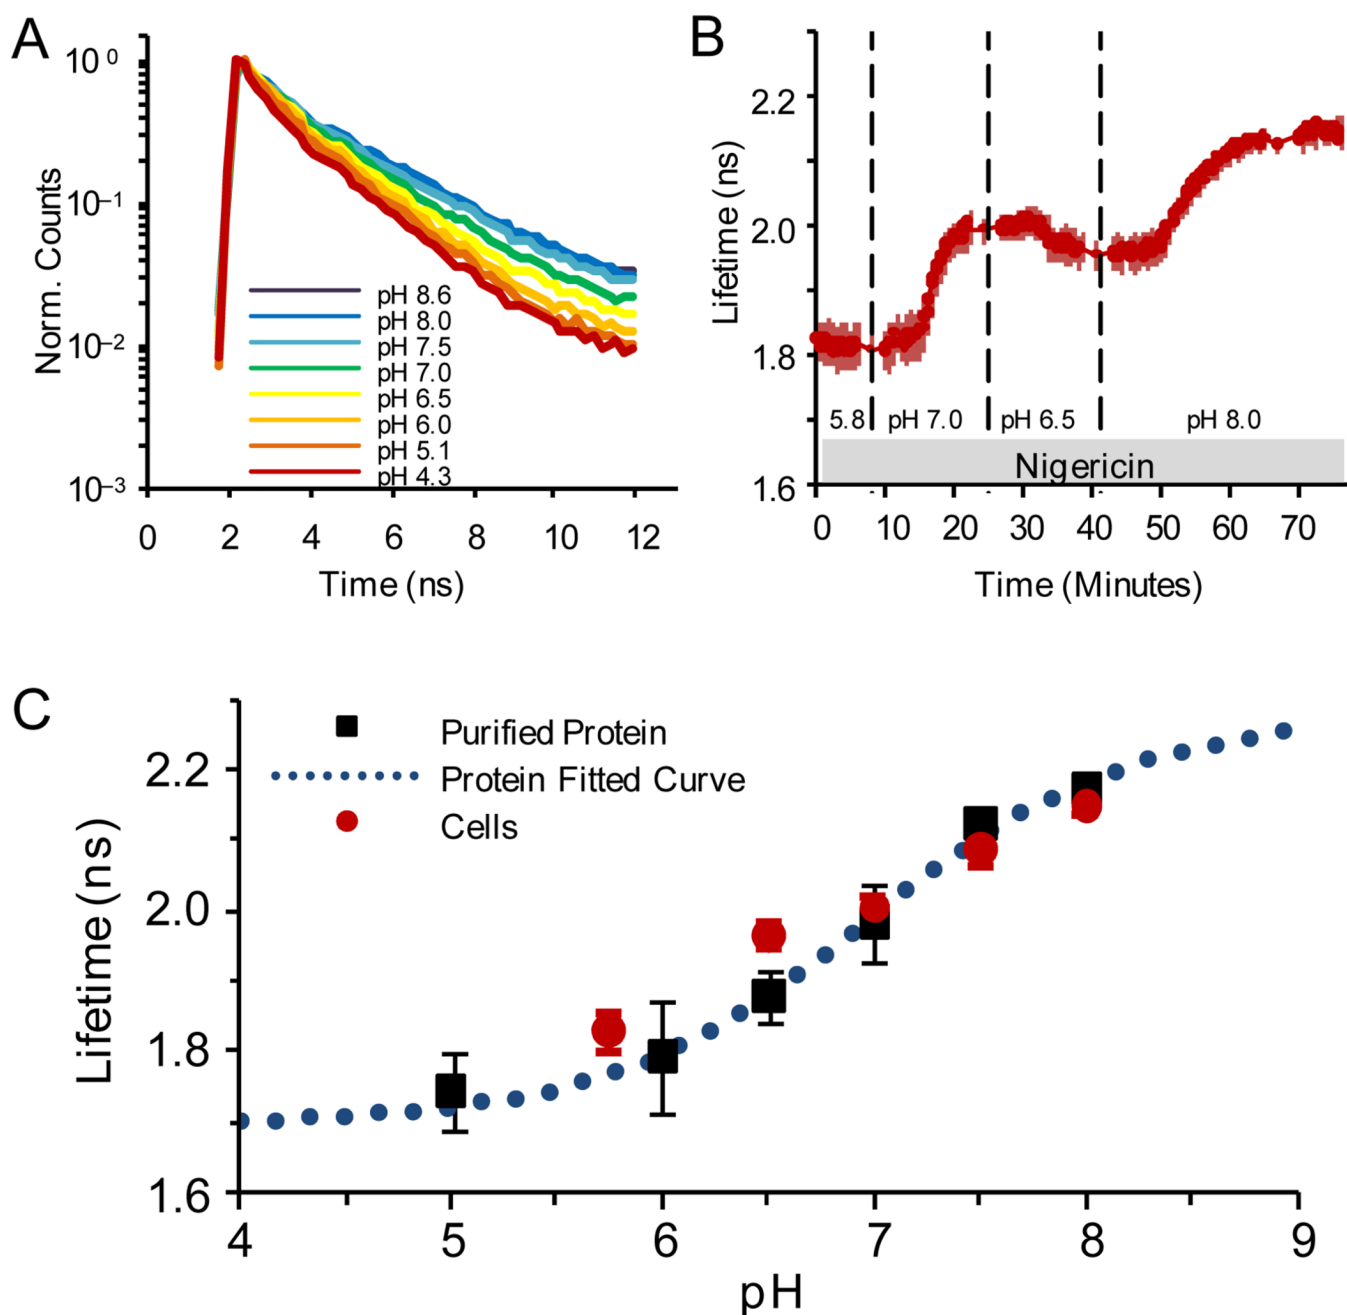 A
10⁰
10⁻¹
10⁻²
10⁻³
Norm. Counts
pH 8.6
pH 8.0
pH 7.5
pH 7.0
pH 6.5
pH 6.0
pH 5.1
pH 4.3
0 2 4 6 8 10 12
Time (ns)
B
2.2
2.0
1.8
1.6
Lifetime (ns)
5.8 pH 7.0 pH 6.5 pH 8.0
Nigericin
0 10 20 30 40 50 60 70
Time (Minutes)
C
Purified Protein
Protein Fitted Curve
Cells
2.2
2.0
1.8
1.6
Lifetime (ns)
4 5 6 7 8 9
pH